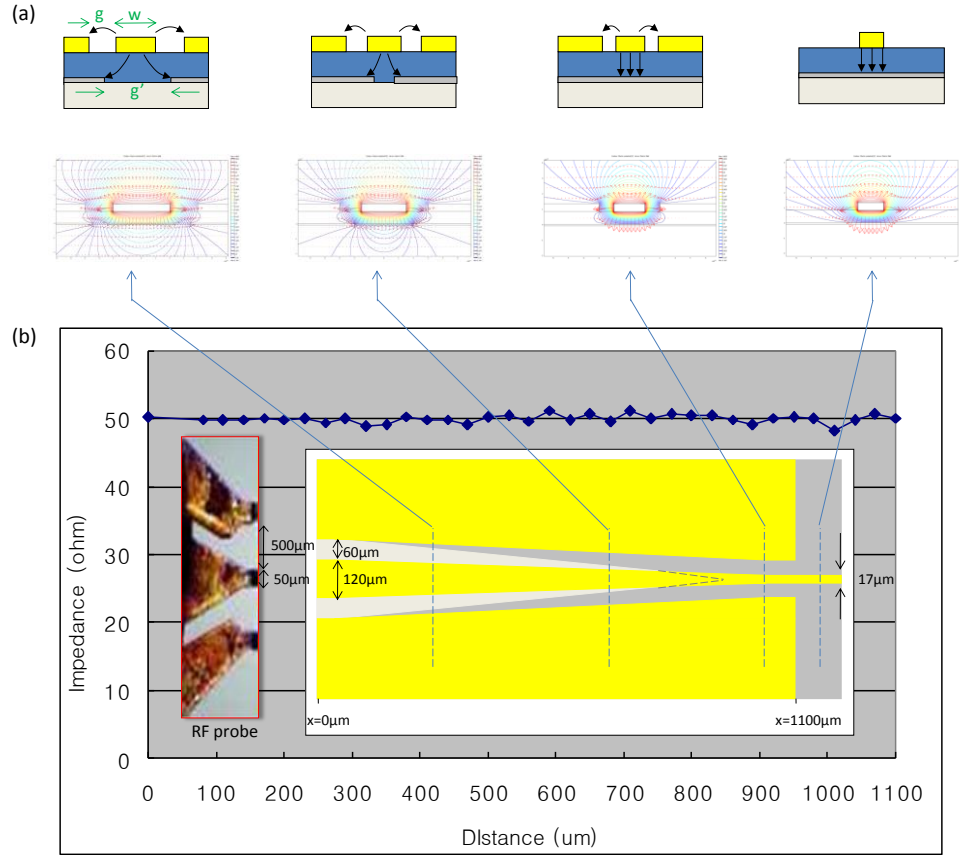 (a)
g
w
g'
(b)
60
50
40
30
20
10
0
Impedance (ohm)
500μm
50μm
RF probe
60μm
120μm
17μm
x=0μm
x=1100μm
0 100 200 300 400 500 600 700 800 900 1000 1100
DIstance (um)